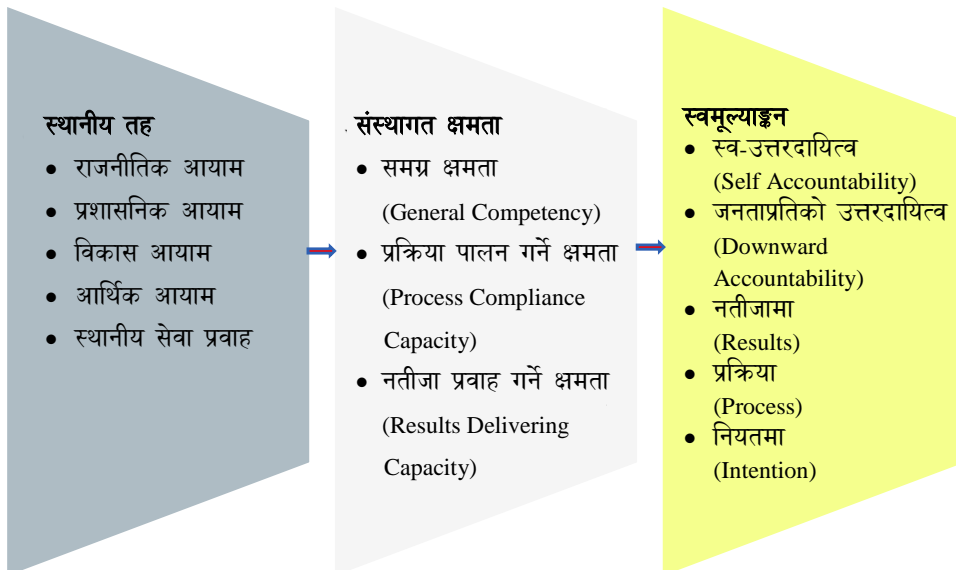 स्थानीय तह
• राजनीतिक आयाम
• प्रशासनिक आयाम
• विकास आयाम
• आर्थिक आयाम
• स्थानीय सेवा प्रवाह
संस्थागत क्षमता
• समग्र क्षमता
(General Competency)
• प्रक्रिया पालन गर्ने क्षमता
(Process Compliance
Capacity)
• नतीजा प्रवाह गर्ने क्षमता
(Results Delivering
Capacity)
स्वमूल्याङ्कन
• स्व-उत्तरदायित्व
(Self Accountability)
• जनताप्रतिको उत्तरदायित्व
(Downward
Accountability)
• नतीजामा
(Results)
• प्रक्रिया
(Process)
• नियतमा
(Intention)